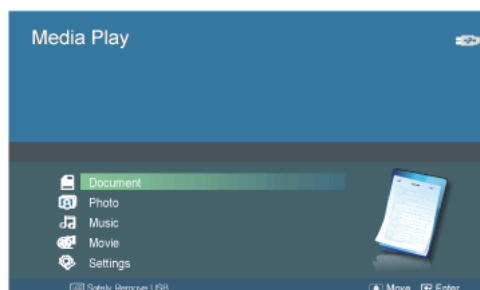 Media Play
Document
Photo
Music
Movie
Settings
Safely Remove USB
Move Enter